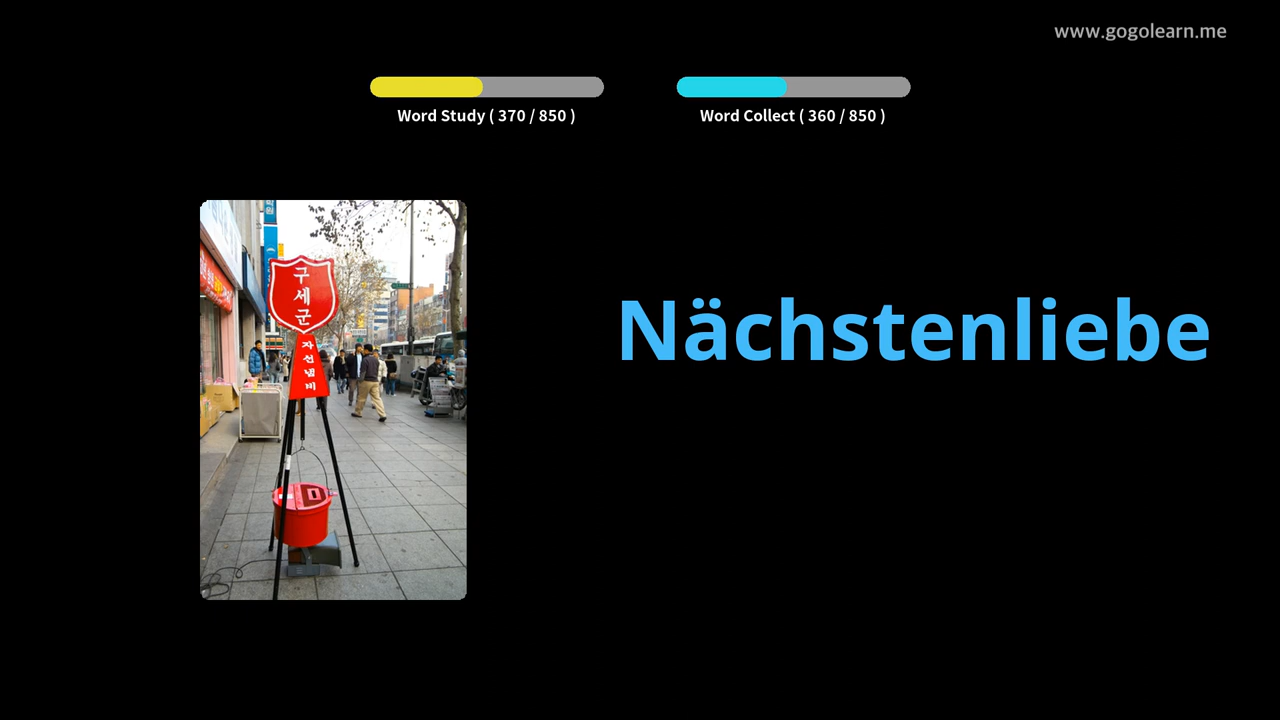 www.gogolearn.me
Word Study ( 370 / 850 )
Word Collect ( 360 / 850 )
구세군
자선냄비
Nächstenliebe